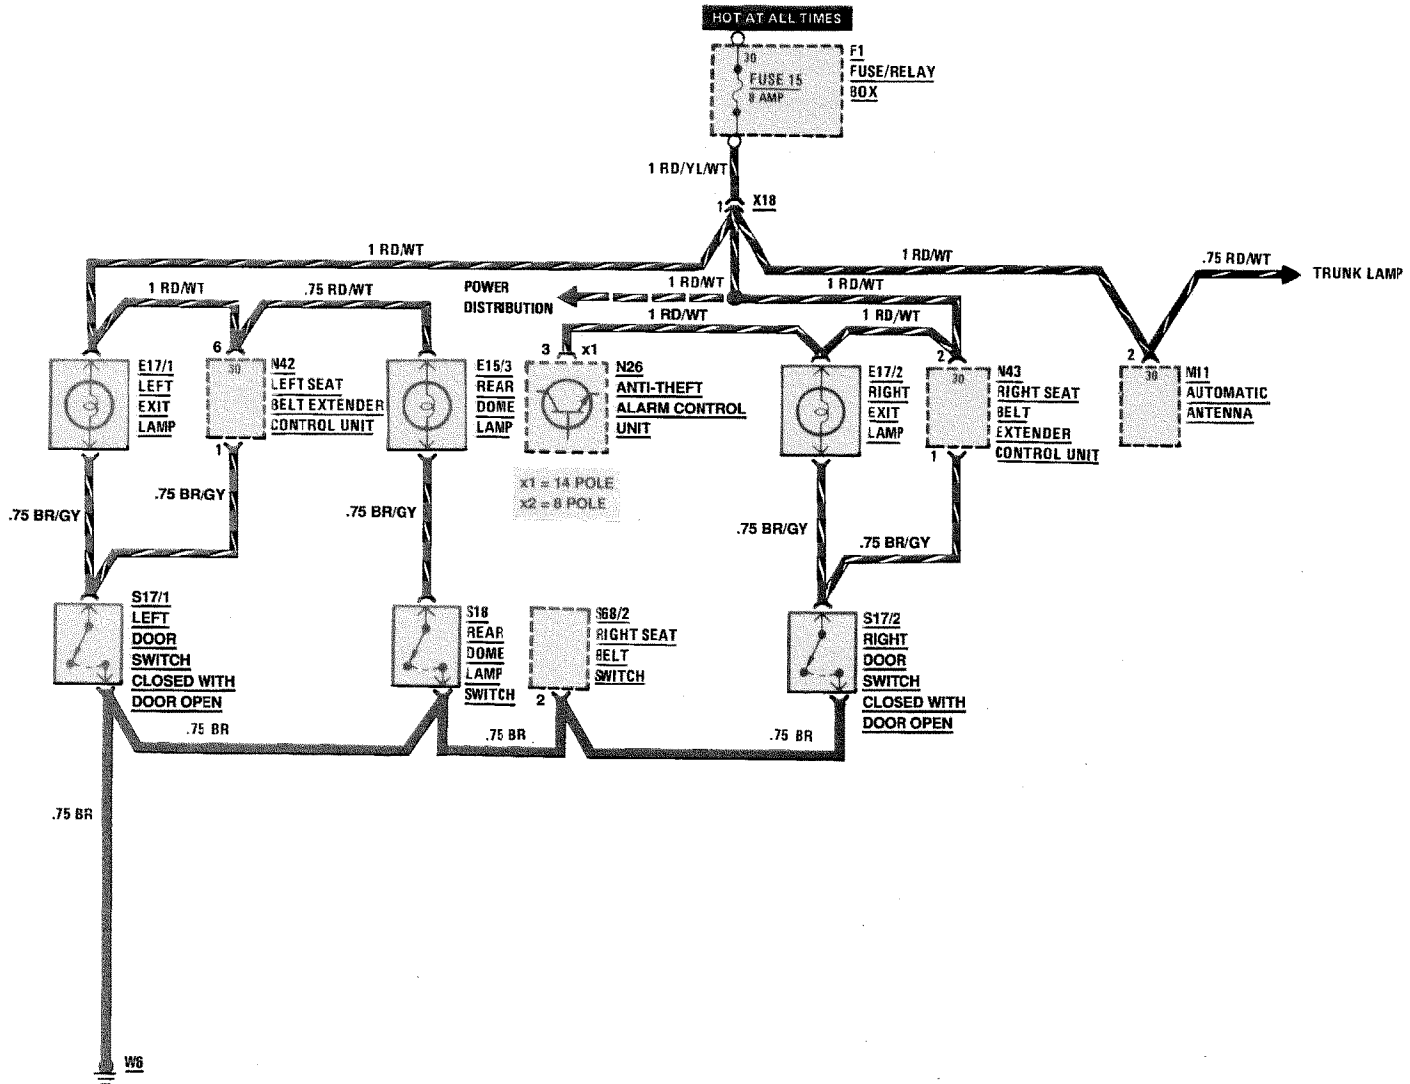 HOT AT ALL TIMES
30
FUSE 15
8 AMP
F1
FUSE/RELAY
BOX
1 RD/YL/WT
1
X18
1 RD/WT
1 RD/WT
.75 RD/WT
TRUNK LAMP
1 RD/WT
.75 RD/WT
POWER
DISTRIBUTION
1 RD/WT
1 RD/WT
1 RD/WT
1 RD/WT
6
3
x1
2
2
E17/1
LEFT
EXIT
LAMP
30
N42
LEFT SEAT
BELT EXTENDER
CONTROL UNIT
E15/3
REAR
DOME
LAMP
N26
ANTI-THEFT
ALARM CONTROL
UNIT
E17/2
RIGHT
EXIT
LAMP
30
N43
RIGHT SEAT
BELT
EXTENDER
CONTROL UNIT
30
M11
AUTOMATIC
ANTENNA
1
1
x1 = 14 POLE
x2 = 8 POLE
.75 BR/GY
.75 BR/GY
.75 BR/GY
.75 BR/GY
.75 BR/GY
S17/1
LEFT
DOOR
SWITCH
CLOSED WITH
DOOR OPEN
S18
REAR
DOME
LAMP
SWITCH
S68/2
RIGHT SEAT
BELT
SWITCH
2
S17/2
RIGHT
DOOR
SWITCH
CLOSED WITH
DOOR OPEN
.75 BR
.75 BR
.75 BR
.75 BR
W6